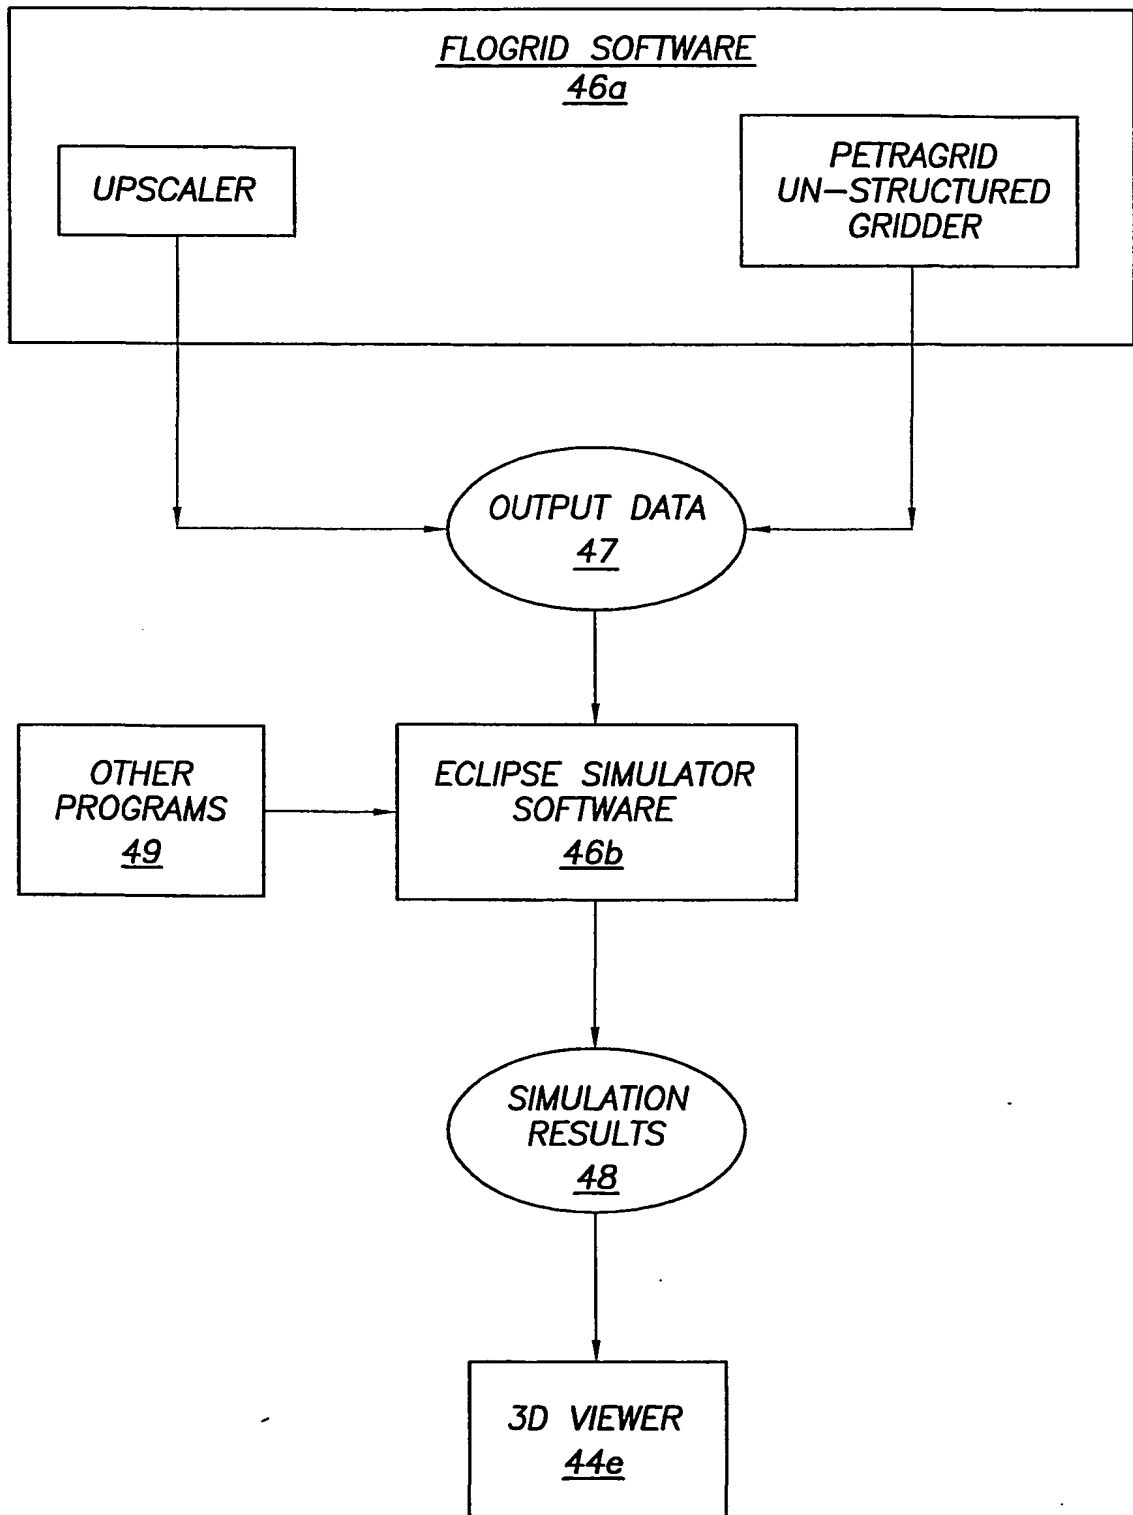 FLOGRID SOFTWARE
46a
UPSCALER
PETRAGRID
UN-STRUCTURED
GRIDDER
OUTPUT DATA
47
OTHER
PROGRAMS
49
ECLIPSE SIMULATOR
SOFTWARE
46b
SIMULATION
RESULTS
48
3D VIEWER
44e